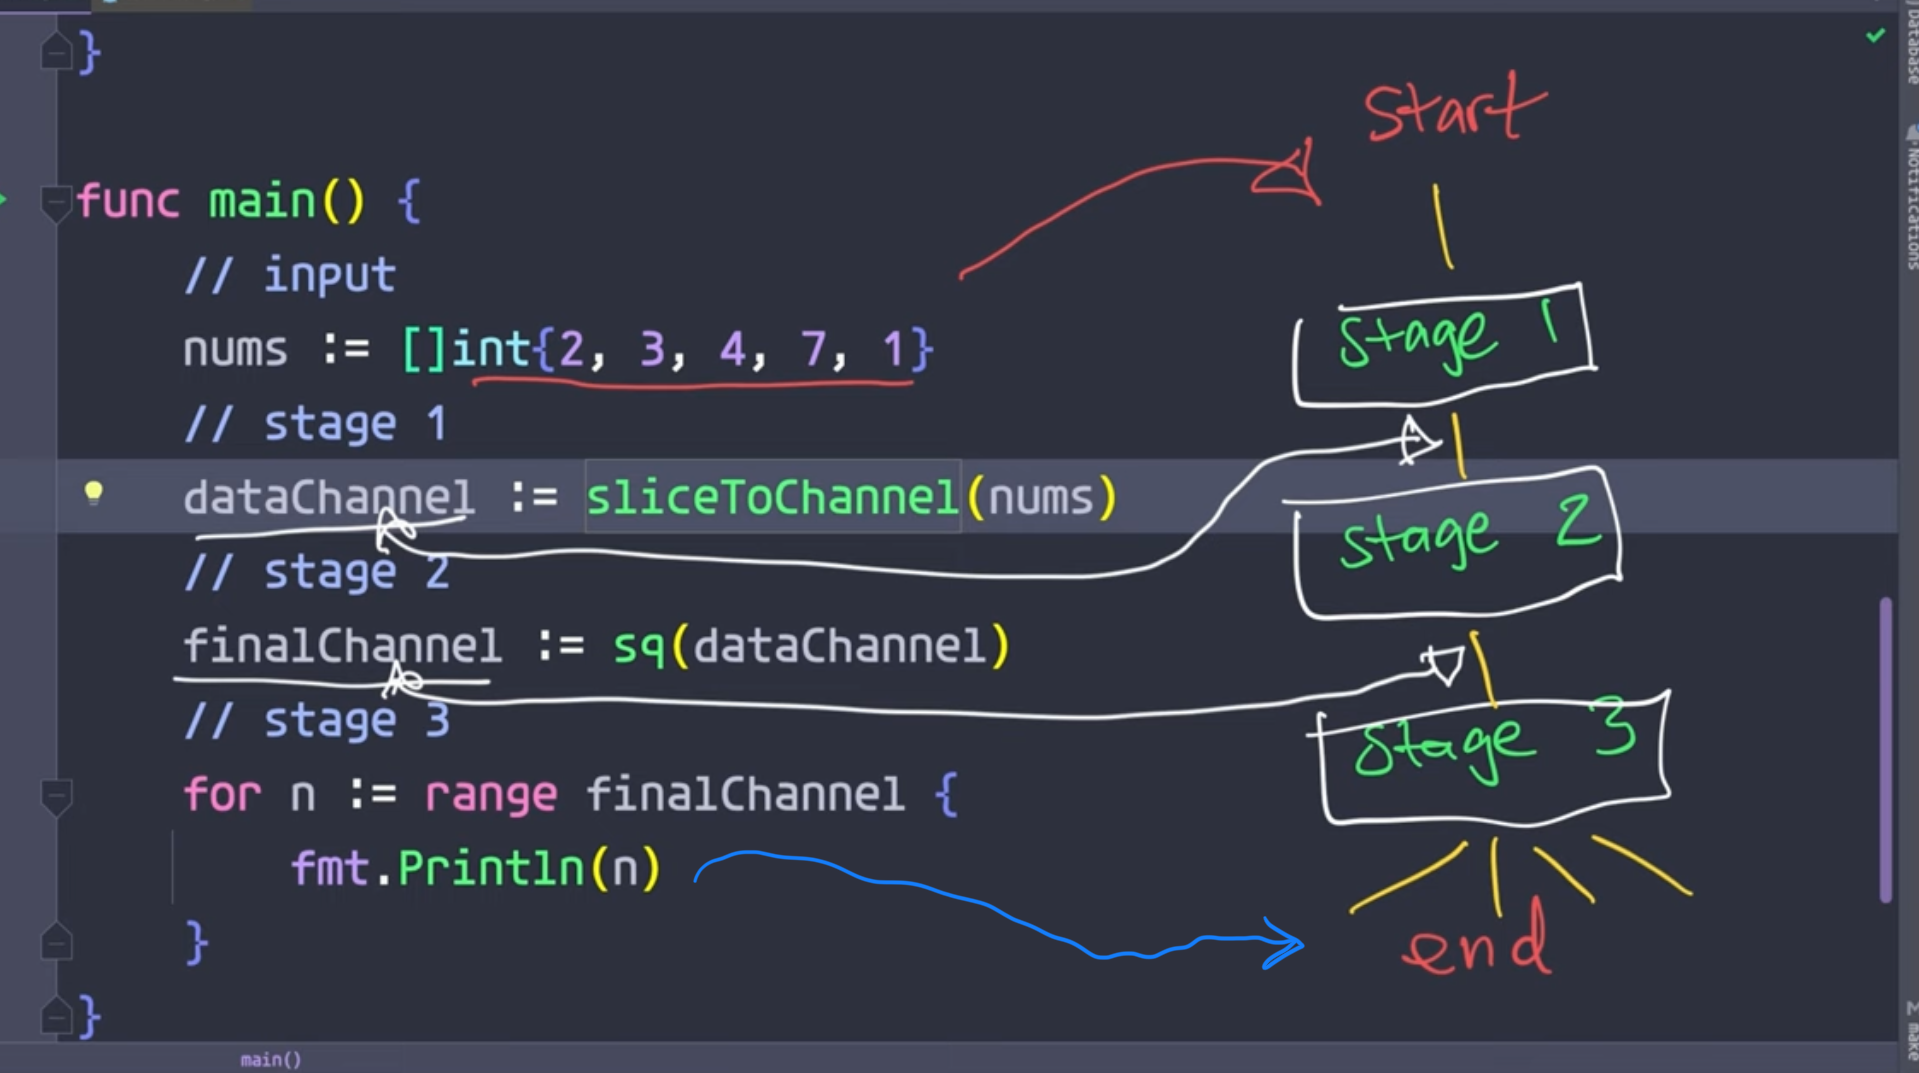 }
func main() {
// input
nums := []int{2, 3, 4, 7, 1}
// stage 1
dataChannel := sliceToChannel(nums)
// stage 2
finalChannel := sq(dataChannel)
// stage 3
for n := range finalChannel {
fmt.Println(n)
}
}
main()
start
stage 1
stage 2
stage 3
end
Database
Notifications
make